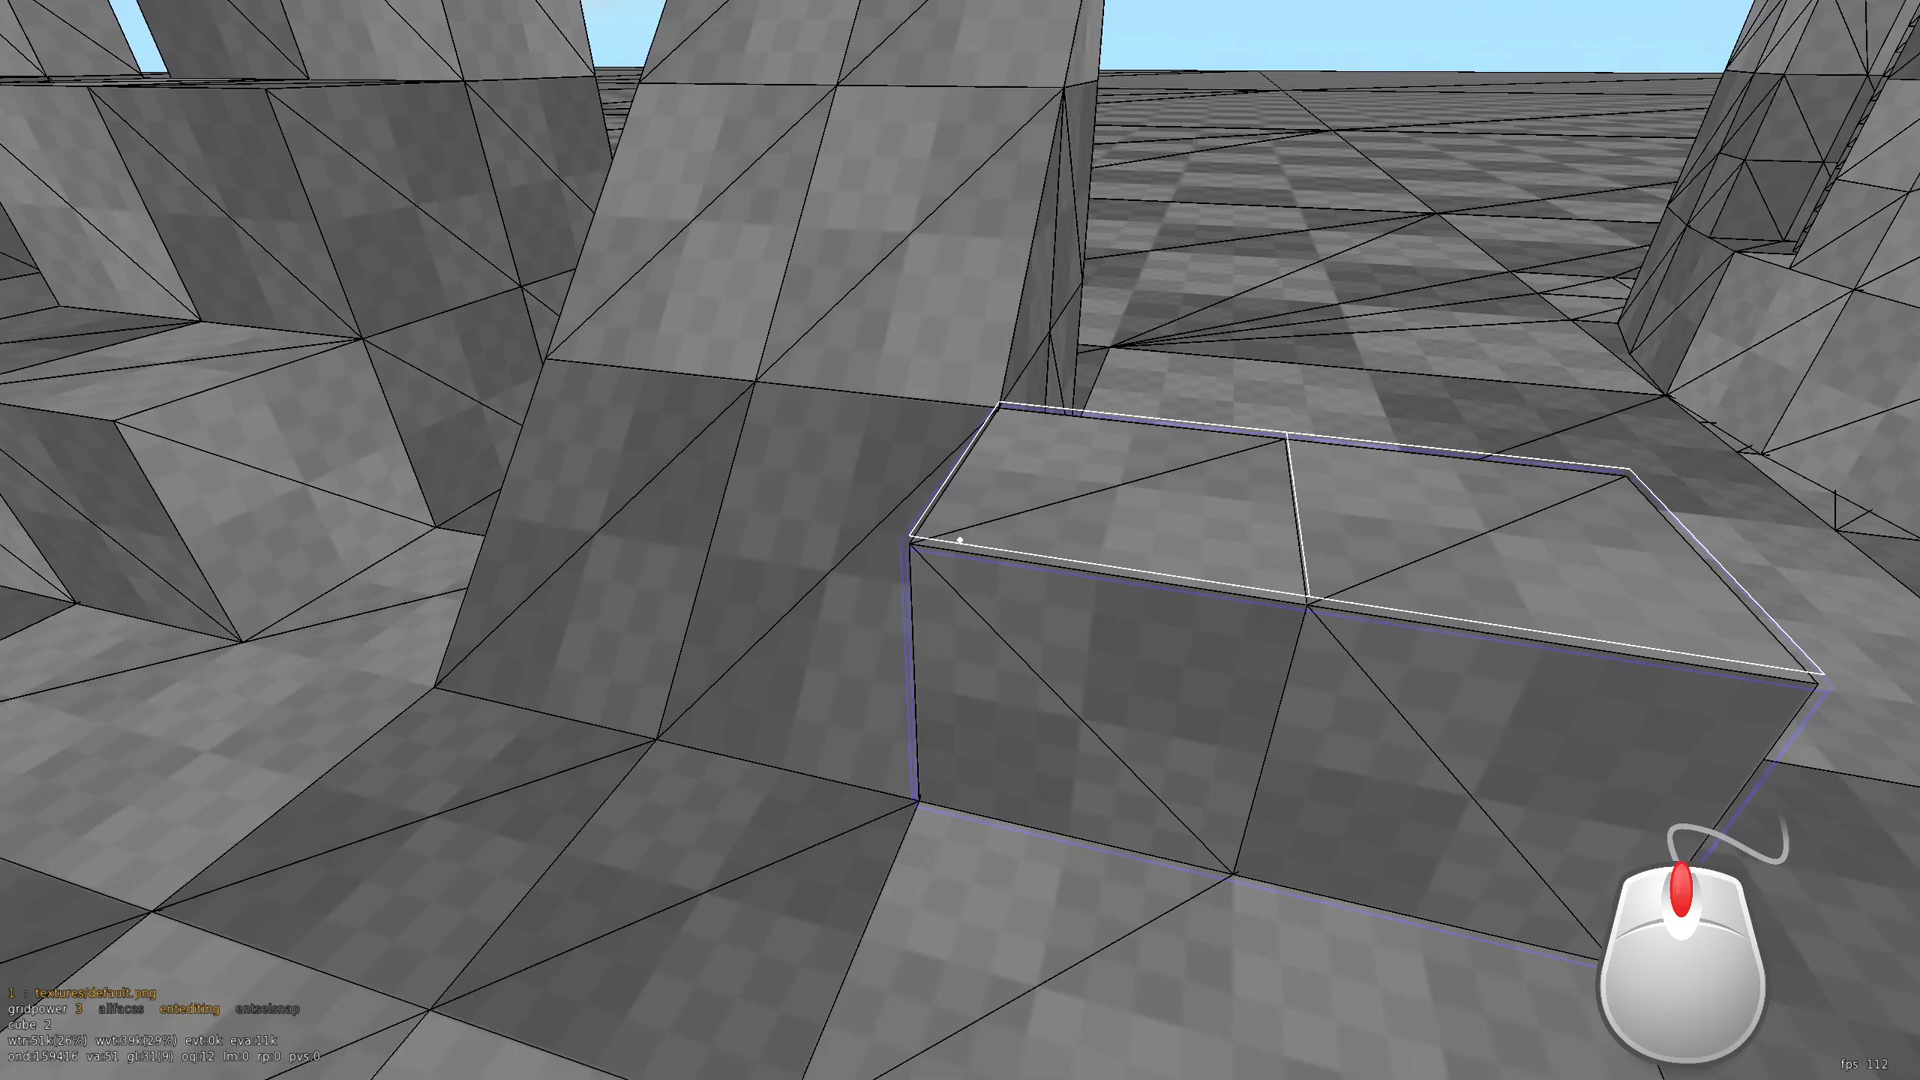 1 : textures/default.png
gridpower 3 allfaces entediting entselsnap
cube 2
wtr:51k(26%) wvt:39k(29%) evt:0k eva:11k
ond:159416 va:51 gl:31(9) oq:12 lm:0 rp:0 pvs:0
fps 112